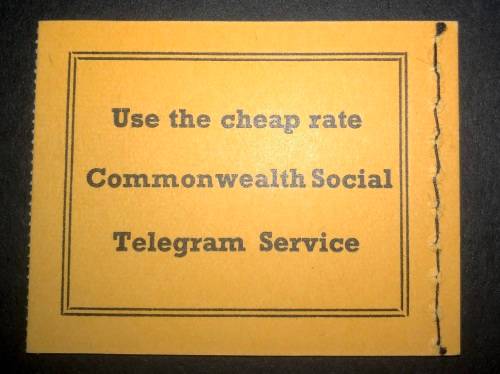 Use the cheap rate
Commonwealth Social
Telegram Service